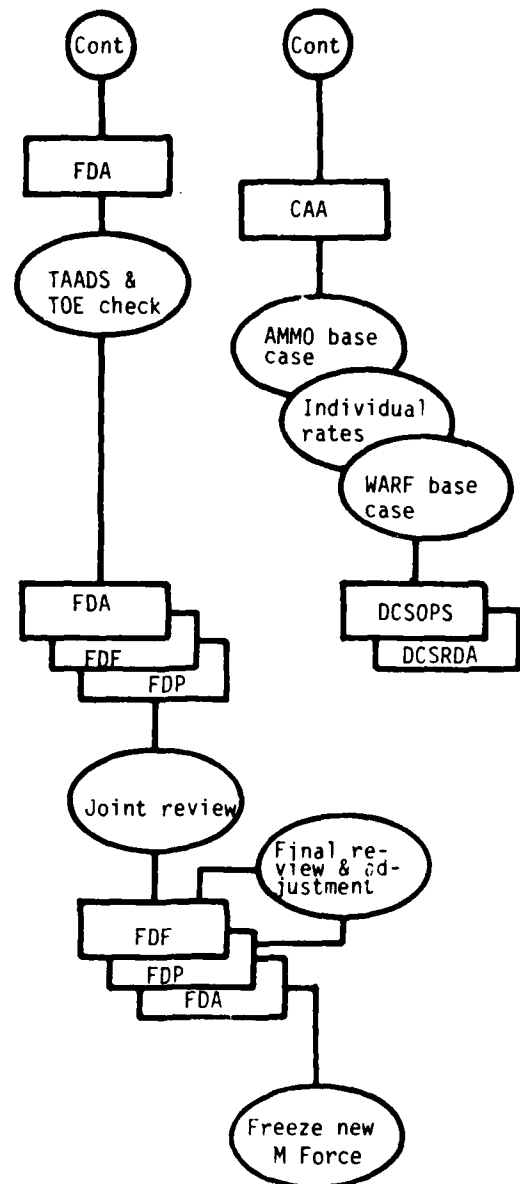 Cont
FDA
TAADS &
TOE check
FDA
FDF
FDP
Joint review
Final re-
view & ad-
justment
FDF
FDP
FDA
Freeze new
M Force
Cont
CAA
AMMO base
case
Individual
rates
WARF base
case
DCSOPS
DCSRDA